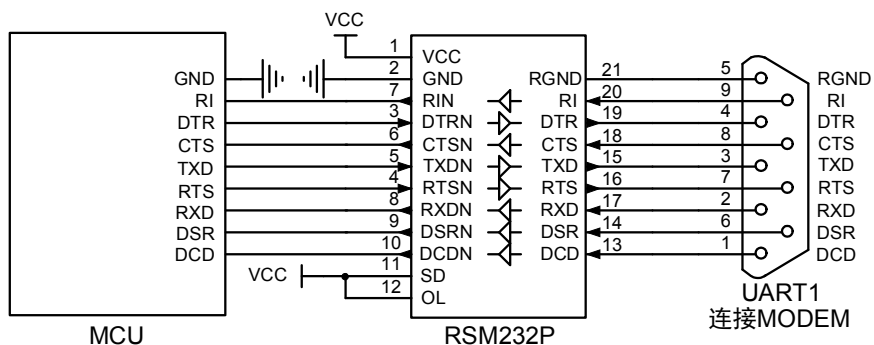 VCC
1
VCC
GND
2
GND
RGND
21
5
RGND
RI
7
RIN
RI
20
9
RI
DTR
3
DTRN
DTR
19
4
DTR
CTS
6
CTSN
CTS
18
8
CTS
TXD
5
TXDN
TXD
15
3
TXD
RTS
4
RTSN
RTS
16
7
RTS
RXD
8
RXDN
RXD
17
2
RXD
DSR
9
DSRN
DSR
14
6
DSR
DCD
10
DCDN
DCD
13
1
DCD
VCC
11
SD
12
OL
MCU
RSM232P
UART1
连接MODEM